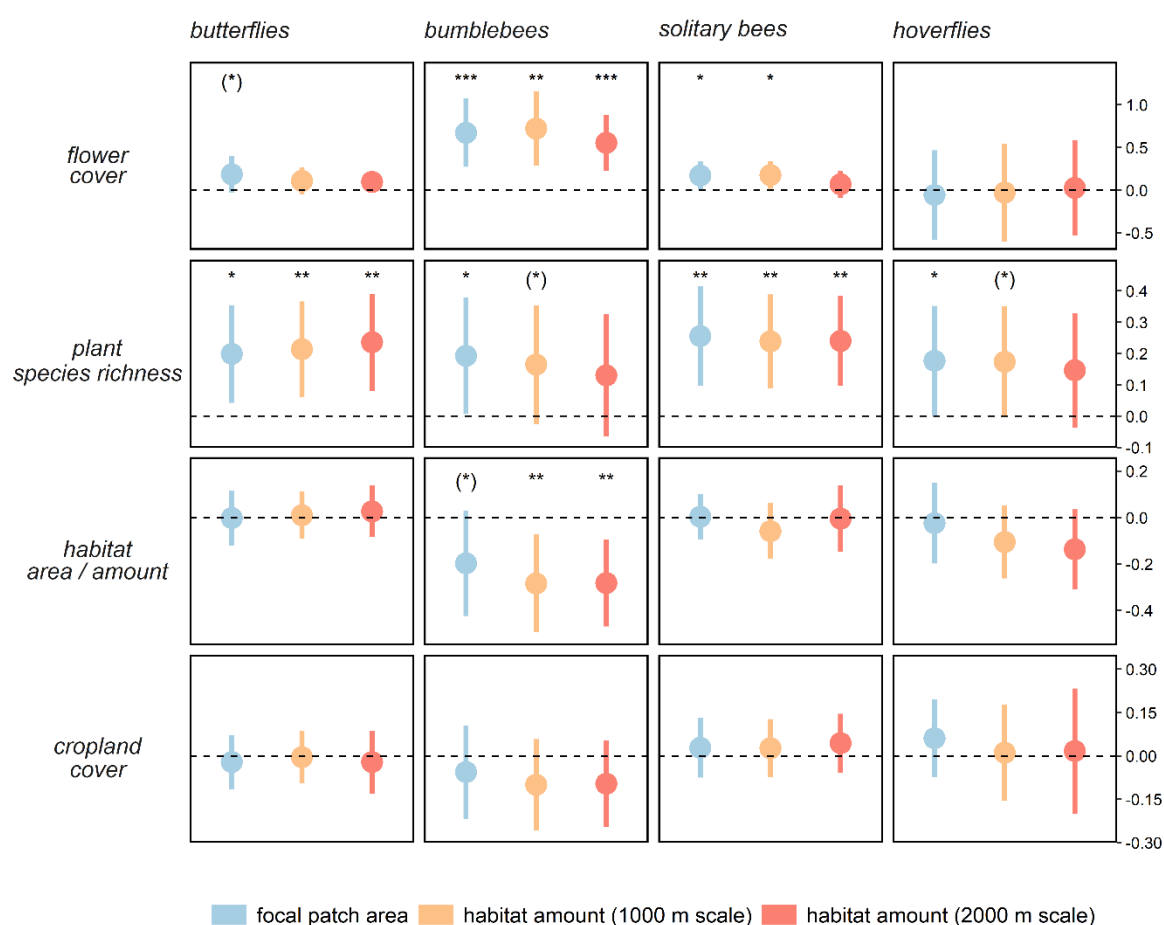 butterflies bumblebees solitary bees hoverflies
(*) *** ** *** * *
flower
cover
1.0
0.5
0.0
-0.5
* ** ** * (*) ** ** ** * (*)
plant
species richness
0.4
0.3
0.2
0.1
0.0
-0.1
(*) ** **
habitat
area / amount
0.2
0.0
-0.2
-0.4
cropland
cover
0.30
0.15
0.00
-0.15
-0.30
focal patch area habitat amount (1000 m scale) habitat amount (2000 m scale)